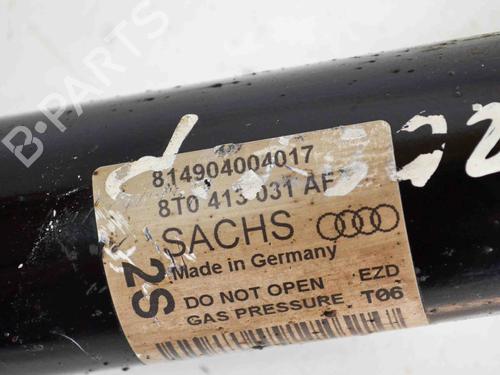 B-PARTS
814904004017
8T0 413 031 AF
SACHS
Made in Germany
2S
DO NOT OPEN EZD
GAS PRESSURE T06